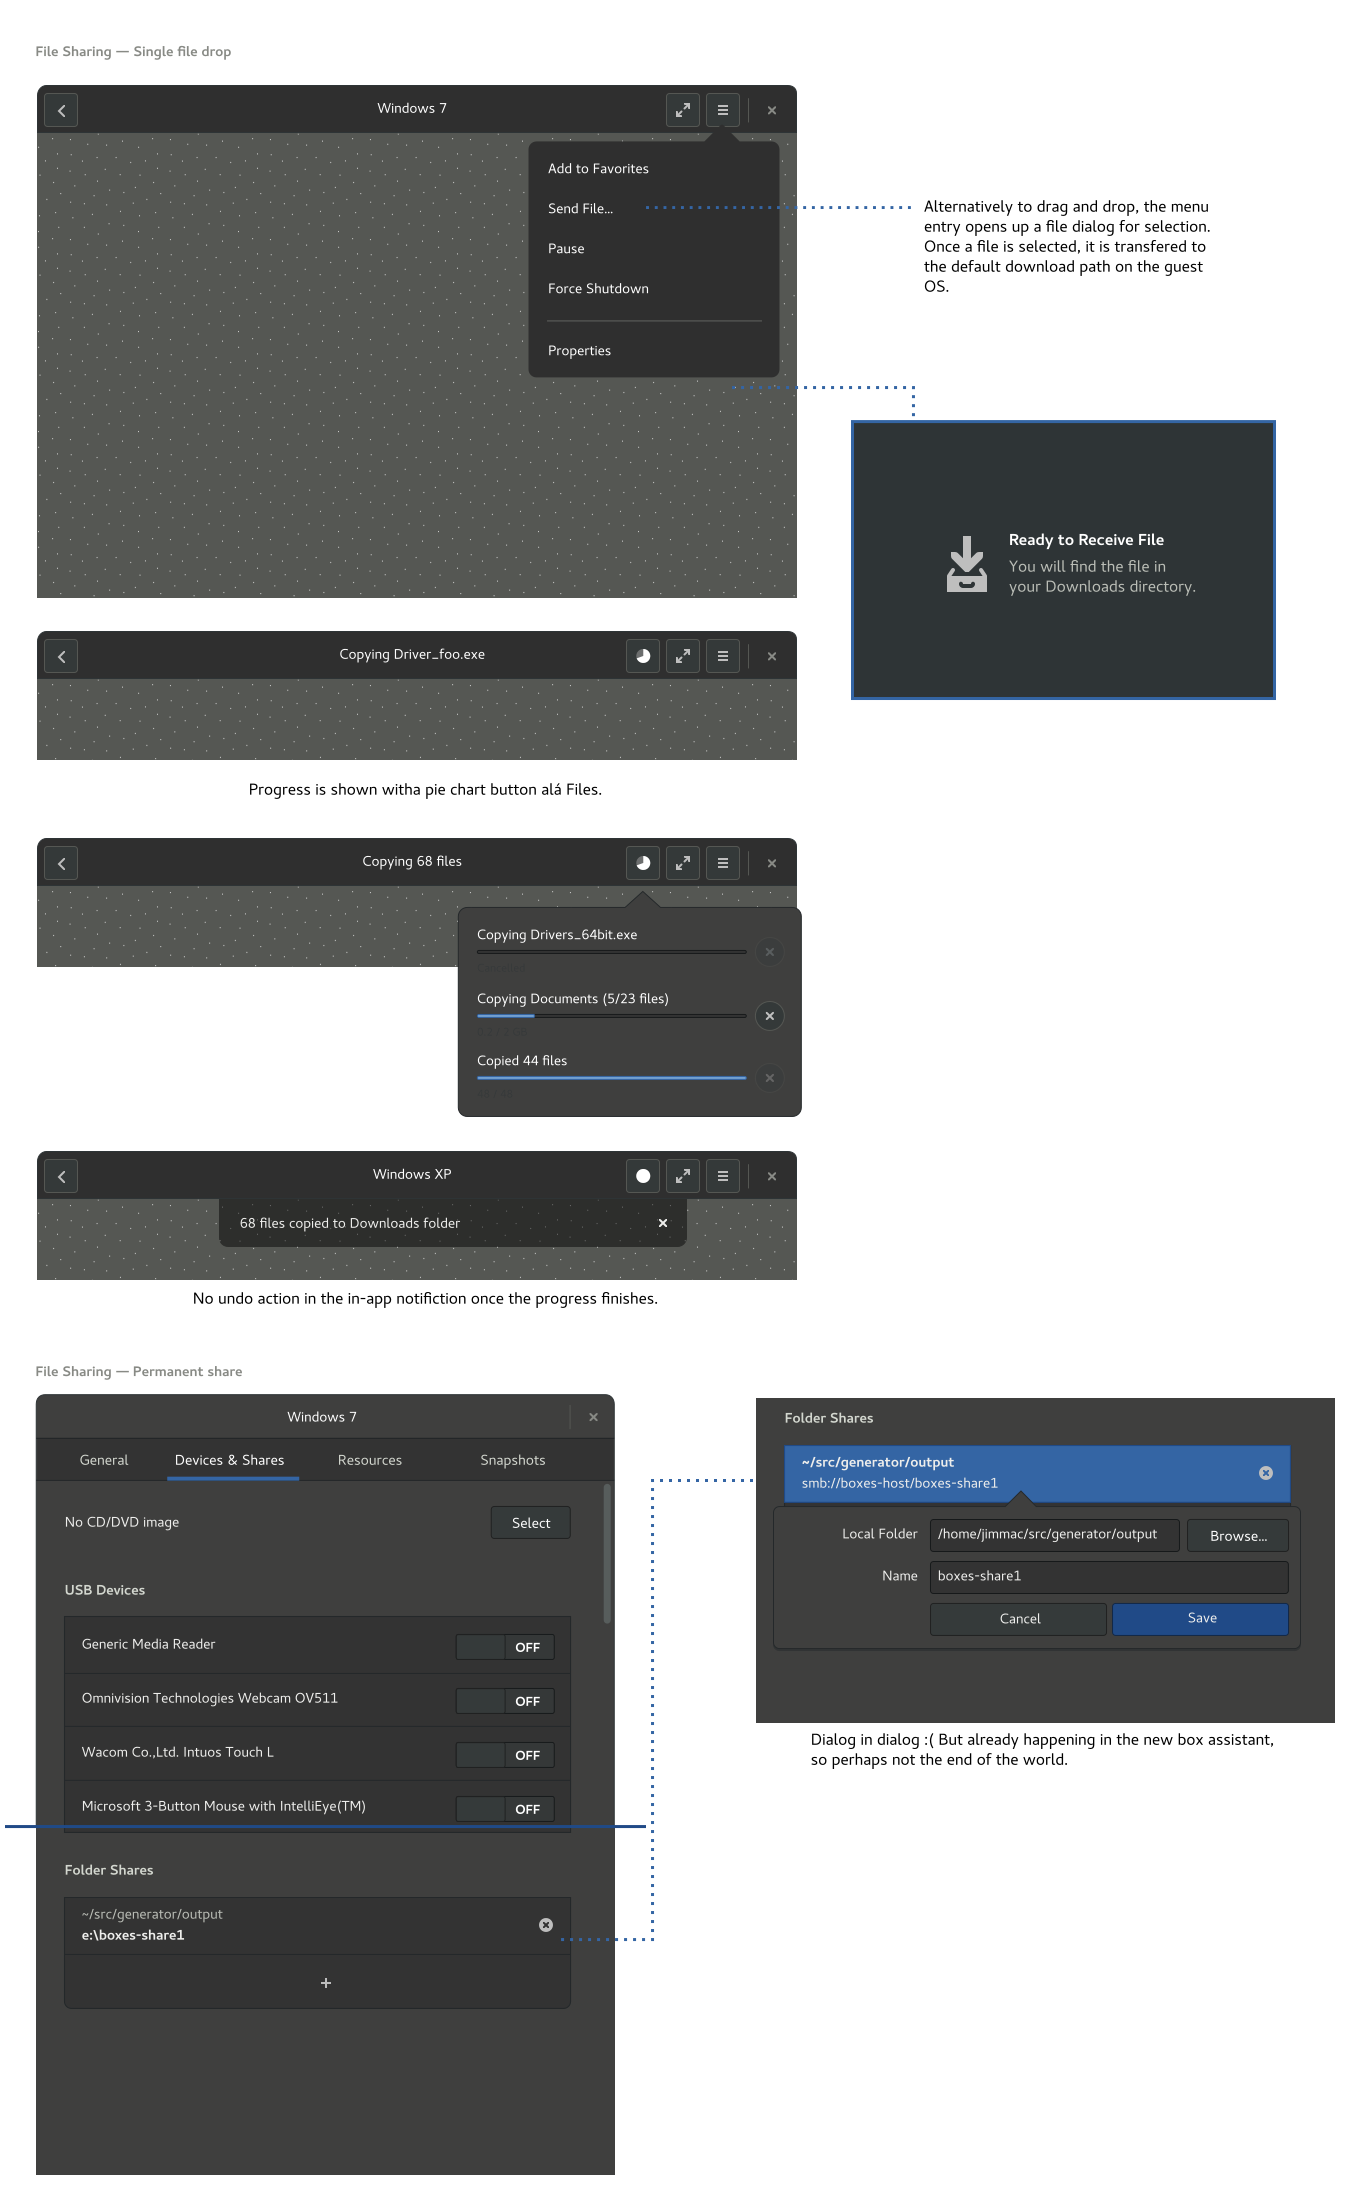 File Sharing — Single file drop
Windows 7
Add to Favorites
Send File...
Pause
Force Shutdown
Properties
Alternatively to drag and drop, the menu
entry opens up a file dialog for selection.
Once a file is selected, it is transfered to
the default download path on the guest
OS.
Ready to Receive File
You will find the file in
your Downloads directory.
Copying Driver_foo.exe
Progress is shown witha pie chart button alá Files.
Copying 68 files
Copying Drivers_64bit.exe
Copying Documents (5/23 files)
Copied 44 files
Windows XP
68 files copied to Downloads folder
No undo action in the in-app notifiction once the progress finishes.
File Sharing — Permanent share
Windows 7
General
Devices & Shares
Resources
Snapshots
No CD/DVD image
Select
USB Devices
Generic Media Reader
OFF
Omnivision Technologies Webcam OV511
OFF
Wacom Co.,Ltd. Intuos Touch L
OFF
Microsoft 3-Button Mouse with IntelliEye(TM)
OFF
Folder Shares
~/src/generator/output
e:\boxes-share1
+
Folder Shares
~/src/generator/output
smb://boxes-host/boxes-share1
Local Folder
/home/jimmac/src/generator/output
Browse...
Name
boxes-share1
Cancel
Save
Dialog in dialog :( But already happening in the new box assistant,
so perhaps not the end of the world.